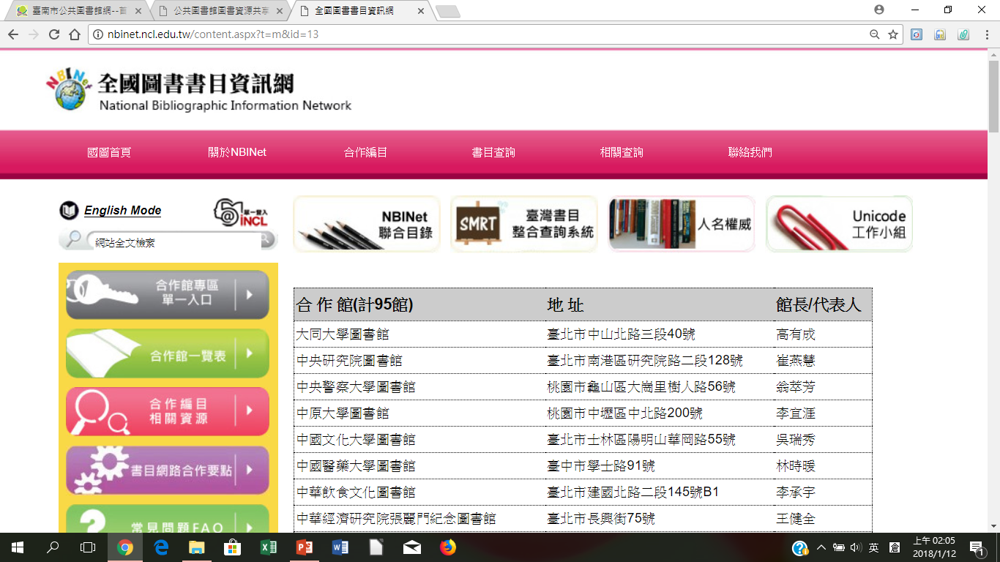 臺南市公共圖書館網--首
公共圖書館圖書資源共享
全國圖書書目資訊網
nbinet.ncl.edu.tw/content.aspx?t=m&id=13
NBINet
全國圖書書目資訊網
National Bibliographic Information Network
國圖首頁 關於NBINet 合作編目 書目查詢 相關查詢 聯絡我們
English Mode
單一登入
@INCL
網站全文檢索
NBINet
聯合目錄
SMRT
臺灣書目
整合查詢系統
人名權威
Unicode
工作小組
合作館專區
單一入口
合作館一覽表
合作編目
相關資源
書目網路合作要點
常見問題FAQ
合 作 館(計95館) 地 址 館長/代表人
大同大學圖書館 臺北市中山北路三段40號 高有成
中央研究院圖書館 臺北市南港區研究院路二段128號 崔燕慧
中央警察大學圖書館 桃園市龜山區大崗里樹人路56號 翁萃芳
中原大學圖書館 桃園市中壢區中北路200號 李宜涯
中國文化大學圖書館 臺北市士林區陽明山華岡路55號 吳瑞秀
中國醫藥大學圖書館 臺中市學士路91號 林時暖
中華飲食文化圖書館 臺北市建國北路二段145號B1 李承宇
中華經濟研究院張麗門紀念圖書館 臺北市長興街75號 王健全
英 倉
上午 02:05
2018/1/12
1